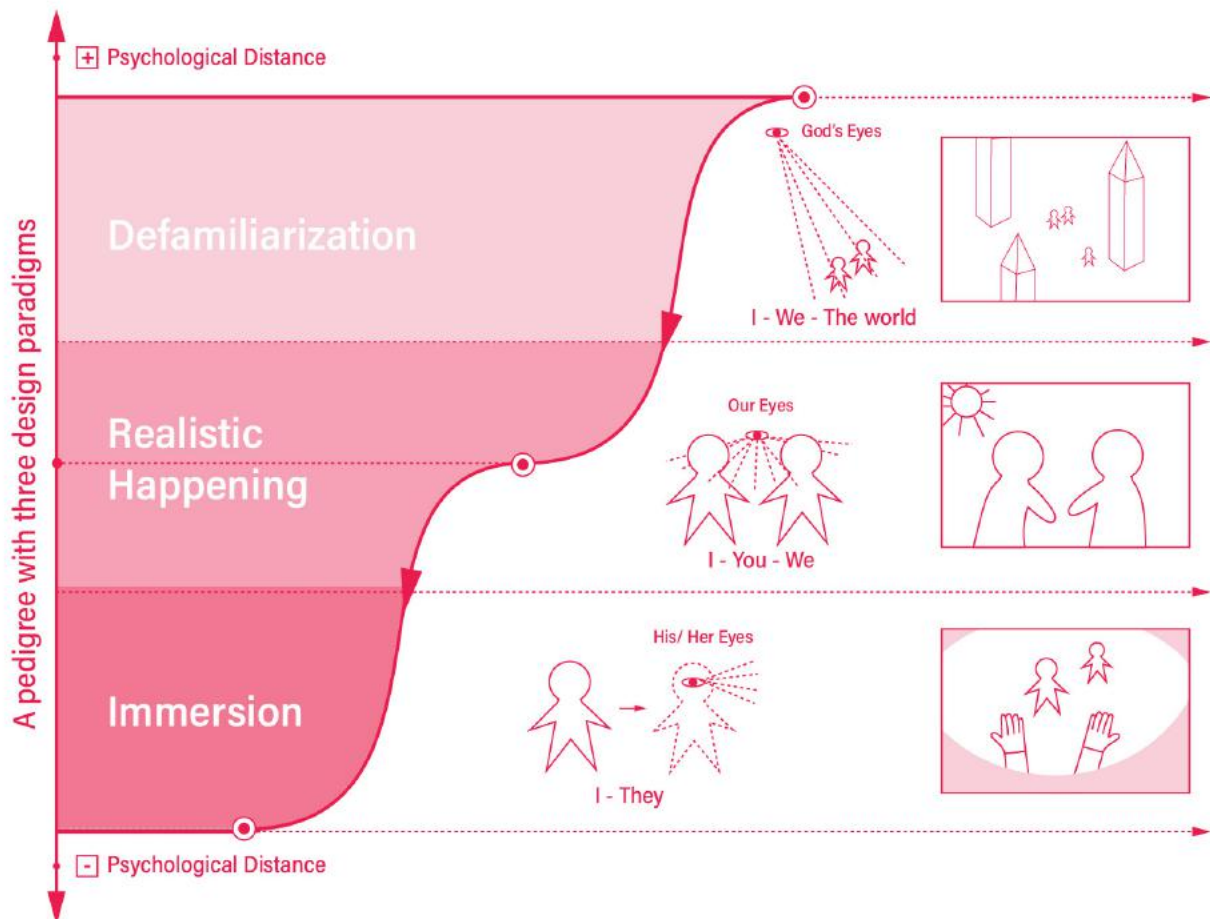 + Psychological Distance
A pedigree with three design paradigms
God's Eyes
Defamiliarization
I - We - The world
Our Eyes
Realistic
Happening
I - You - We
His/ Her Eyes
Immersion
I - They
- Psychological Distance